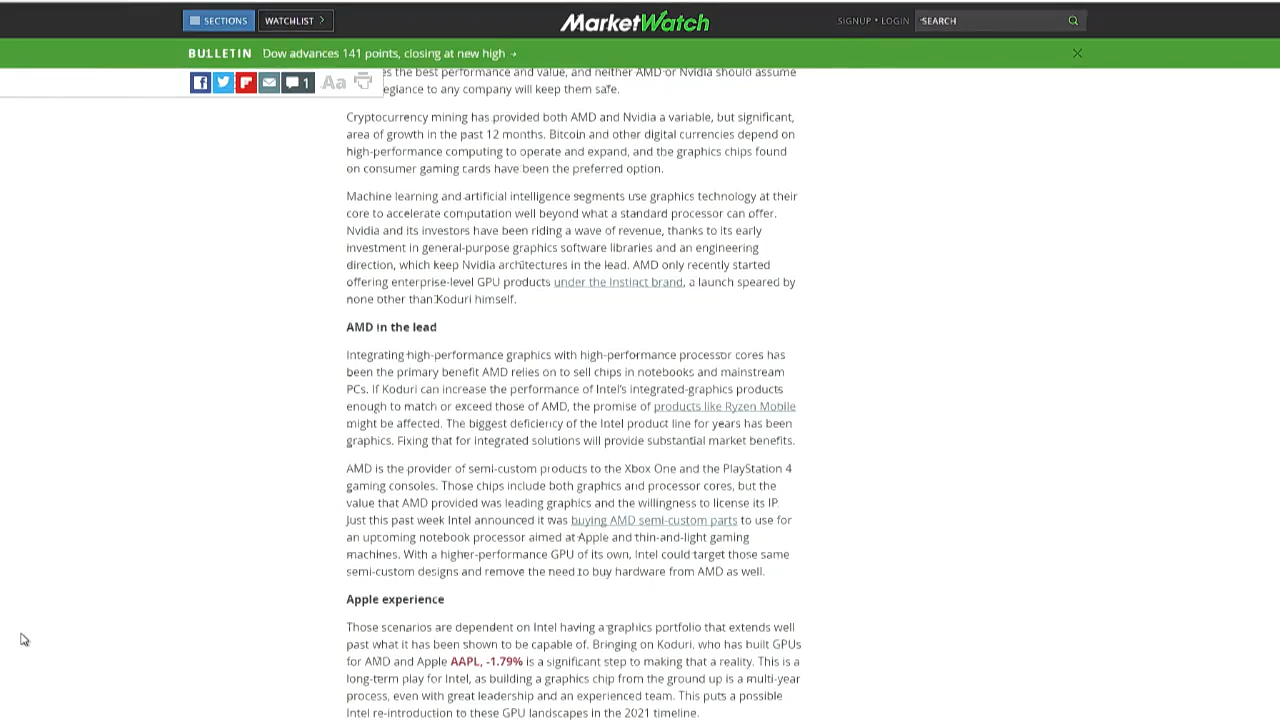 SECTIONS
WATCHLIST >
MarketWatch
SIGNUP • LOGIN
SEARCH
BULLETIN Dow advances 141 points, closing at new high →
es the best performance and value, and neither AMD or Nvidia should assume
1 Aa
egiance to any company will keep them safe.
Cryptocurrency mining has provided both AMD and Nvidia a variable, but significant,
area of growth in the past 12 months. Bitcoin and other digital currencies depend on
high-performance computing to operate and expand, and the graphics chips found
on consumer gaming cards have been the preferred option.
Machine learning and artificial intelligence segments use graphics technology at their
core to accelerate computation well beyond what a standard processor can offer.
Nvidia and its investors have been riding a wave of revenue, thanks to its early
investment in general-purpose graphics software libraries and an engineering
direction, which keep Nvidia architectures in the lead. AMD only recently started
offering enterprise-level GPU products under the Instinct brand, a launch speared by
none other than Koduri himself.
AMD in the lead
Integrating high-performance graphics with high-performance processor cores has
been the primary benefit AMD relies on to sell chips in notebooks and mainstream
PCs. If Koduri can increase the performance of Intel's integrated-graphics products
enough to match or exceed those of AMD, the promise of products like Ryzen Mobile
might be affected. The biggest deficiency of the Intel product line for years has been
graphics. Fixing that for integrated solutions will provide substantial market benefits.
AMD is the provider of semi-custom products to the Xbox One and the PlayStation 4
gaming consoles. Those chips include both graphics and processor cores, but the
value that AMD provided was leading graphics and the willingness to license its IP.
Just this past week Intel announced it was buying AMD semi-custom parts to use for
an upcoming notebook processor aimed at Apple and thin-and-light gaming
machines. With a higher-performance GPU of its own, Intel could target those same
semi-custom designs and remove the need to buy hardware from AMD as well.
Apple experience
Those scenarios are dependent on Intel having a graphics portfolio that extends well
past what it has been shown to be capable of. Bringing on Koduri, who has built GPUs
for AMD and Apple AAPL, -1.79% is a significant step to making that a reality. This is a
long-term play for Intel, as building a graphics chip from the ground up is a multi-year
process, even with great leadership and an experienced team. This puts a possible
Intel re-introduction to these GPU landscapes in the 2021 timeline.